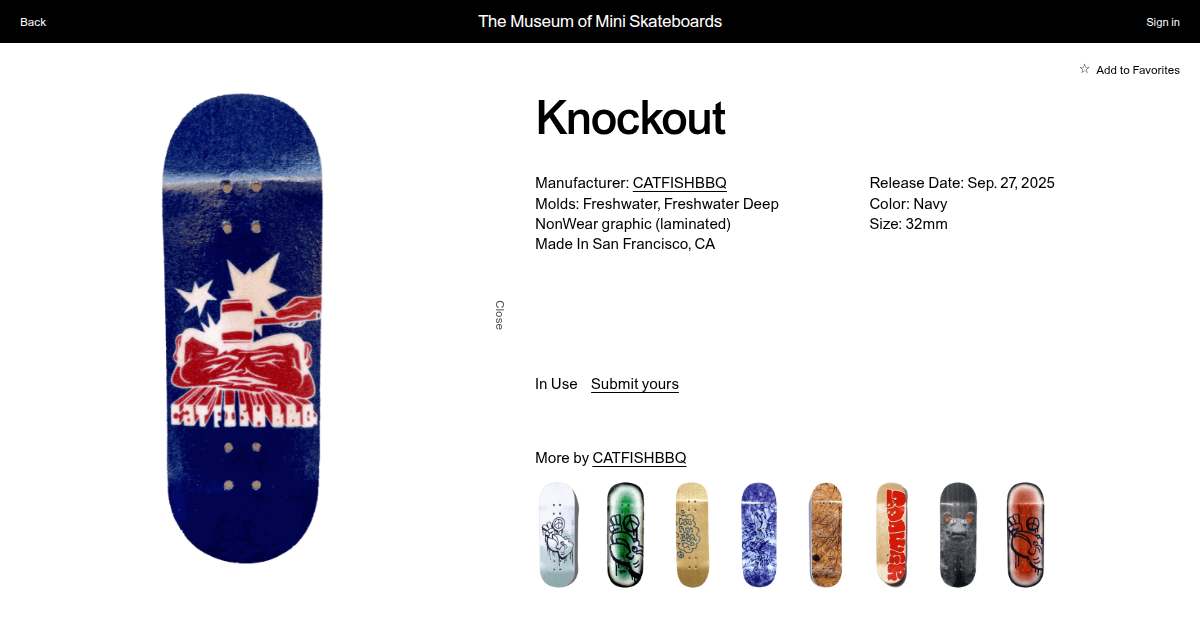 Back
The Museum of Mini Skateboards
Sign in
☆ Add to Favorites
Knockout
Manufacturer: CATFISHBBQ
Molds: Freshwater, Freshwater Deep
NonWear graphic (laminated)
Made In San Francisco, CA
Release Date: Sep. 27, 2025
Color: Navy
Size: 32mm
CATFISH BBQ
Close
In Use Submit yours
More by CATFISHBBQ